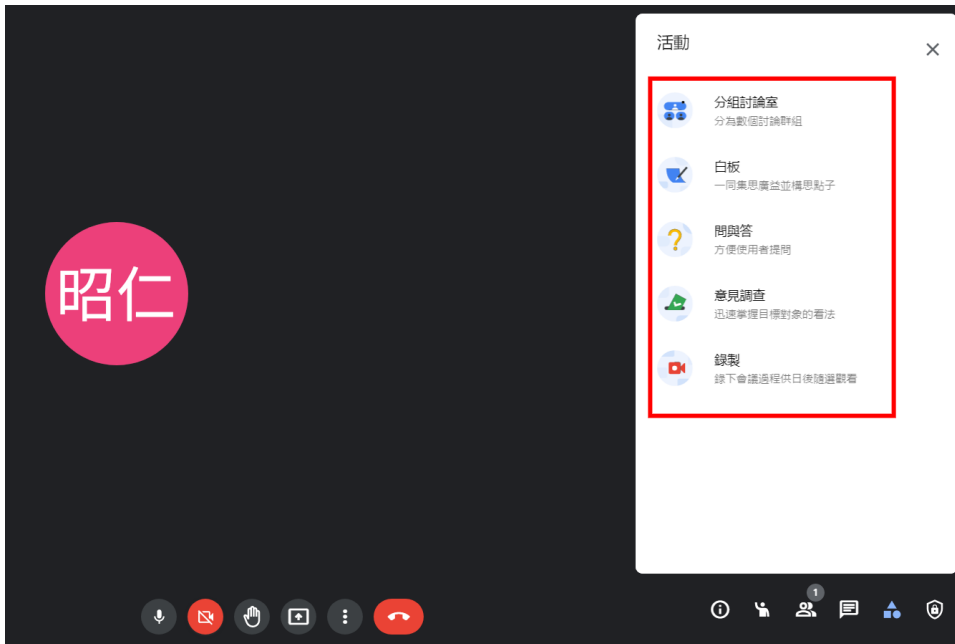 活動
分組討論室
分為數個討論群組
白板
一同集思廣益並構思點子
問與答
方便使用者提問
意見調查
迅速掌握目標對象的看法
錄製
錄下會議過程供日後隨選觀看
昭仁
1